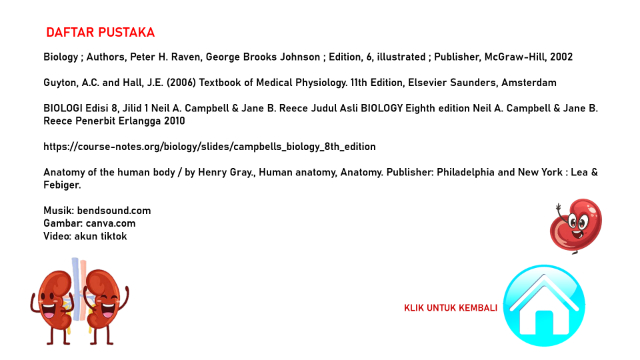 DAFTAR PUSTAKA
Biology ; Authors, Peter H. Raven, George Brooks Johnson ; Edition, 6, illustrated ; Publisher, McGraw-Hill, 2002
Guyton, A.C. and Hall, J.E. (2006) Textbook of Medical Physiology. 11th Edition, Elsevier Saunders, Amsterdam
BIOLOGI Edisi 8, Jilid 1 Neil A. Campbell & Jane B. Reece Judul Asli BIOLOGY Eighth edition Neil A. Campbell & Jane B.
Reece Penerbit Erlangga 2010
https://course-notes.org/biology/slides/campbells_biology_8th_edition
Anatomy of the human body / by Henry Gray., Human anatomy, Anatomy. Publisher: Philadelphia and New York : Lea &
Febiger.
Musik: bendsound.com
Gambar: canva.com
Video: akun tiktok
KLIK UNTUK KEMBALI